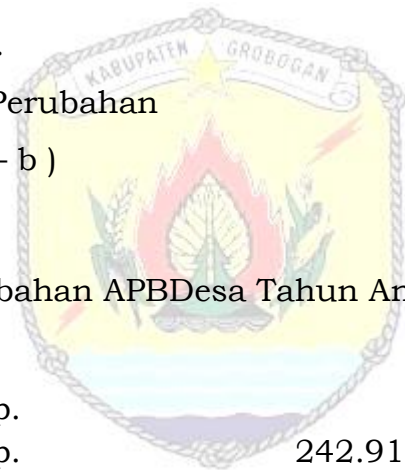 KABUPATEN GROBOGAN
Perubahan
- b )
bahan APBDesa Tahun An
p.
p. 242.91